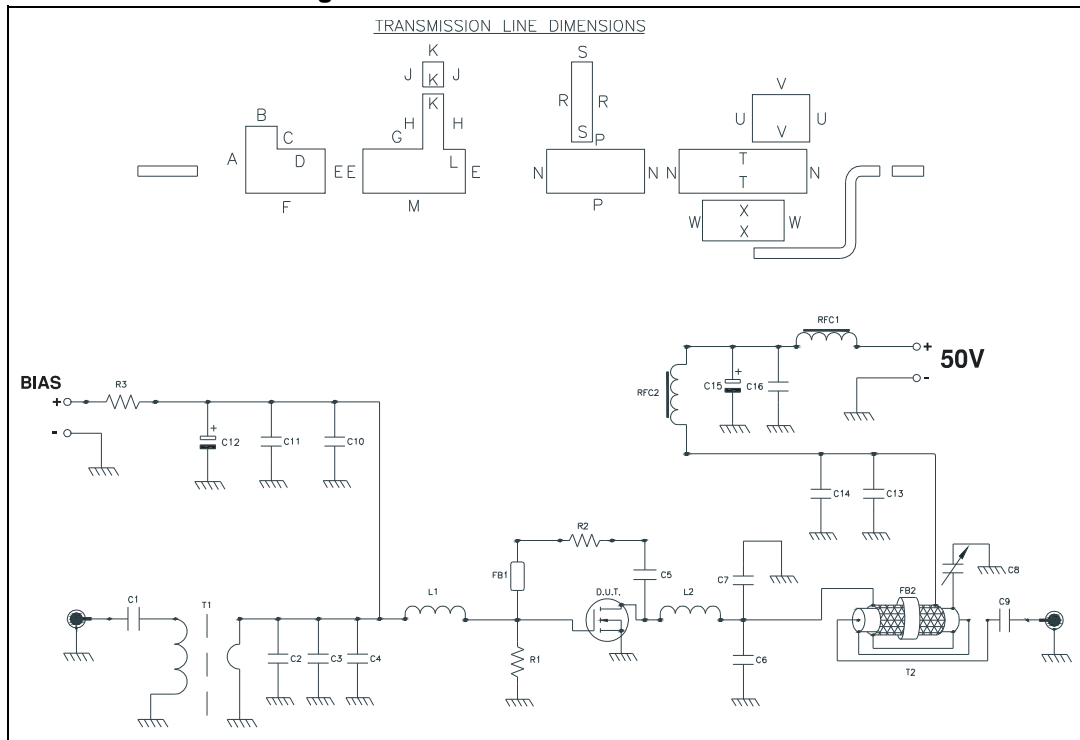 TRANSMISSION LINE DIMENSIONS
K
J K J
K
B
H H
G
C
A
D
E
F
E
L
E
M
S
R R
S
P
N N
P
V
U U
V
T
N N
T
X
W W
X
RFC1
+
50V
-
RFC2
+
C15
C16
BIAS
+
R3
-
+
C12
C11
C10
C14
C13
R2
FB1
C5
C7
C8
C1
T1
L1
D.U.T.
L2
FB2
C9
C2
C3
C4
R1
C6
T2